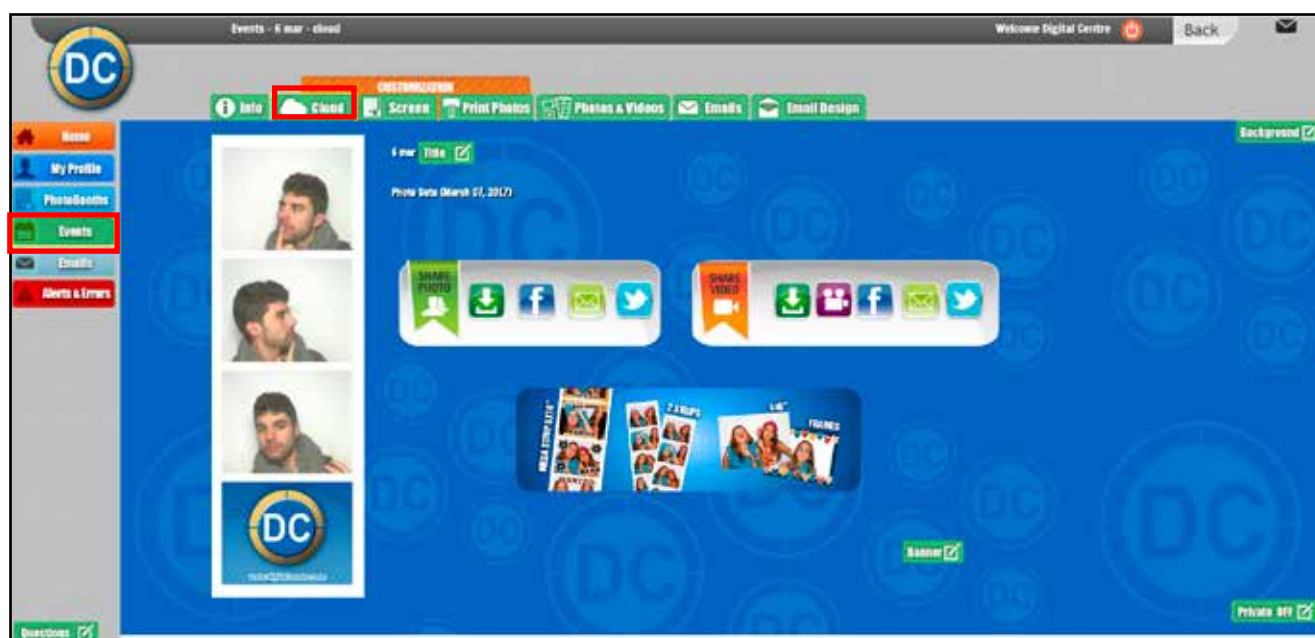 Events - 6 mar - cloud
Welcome Digital Centre
Back
DC
CUSTOMIZATION
Info
Cloud
Screen
Print Photos
Photos & Videos
Emails
Email Design
Home
My Profile
PhotoBooths
Events
Emails
Alerts & Errors
Background
6 mar Title
Photo Date (March 07, 2017)
SHARE PHOTO
SHARE VIDEO
2 STRIPS
FRAMES
DC
Banner
Private OFF
Questions